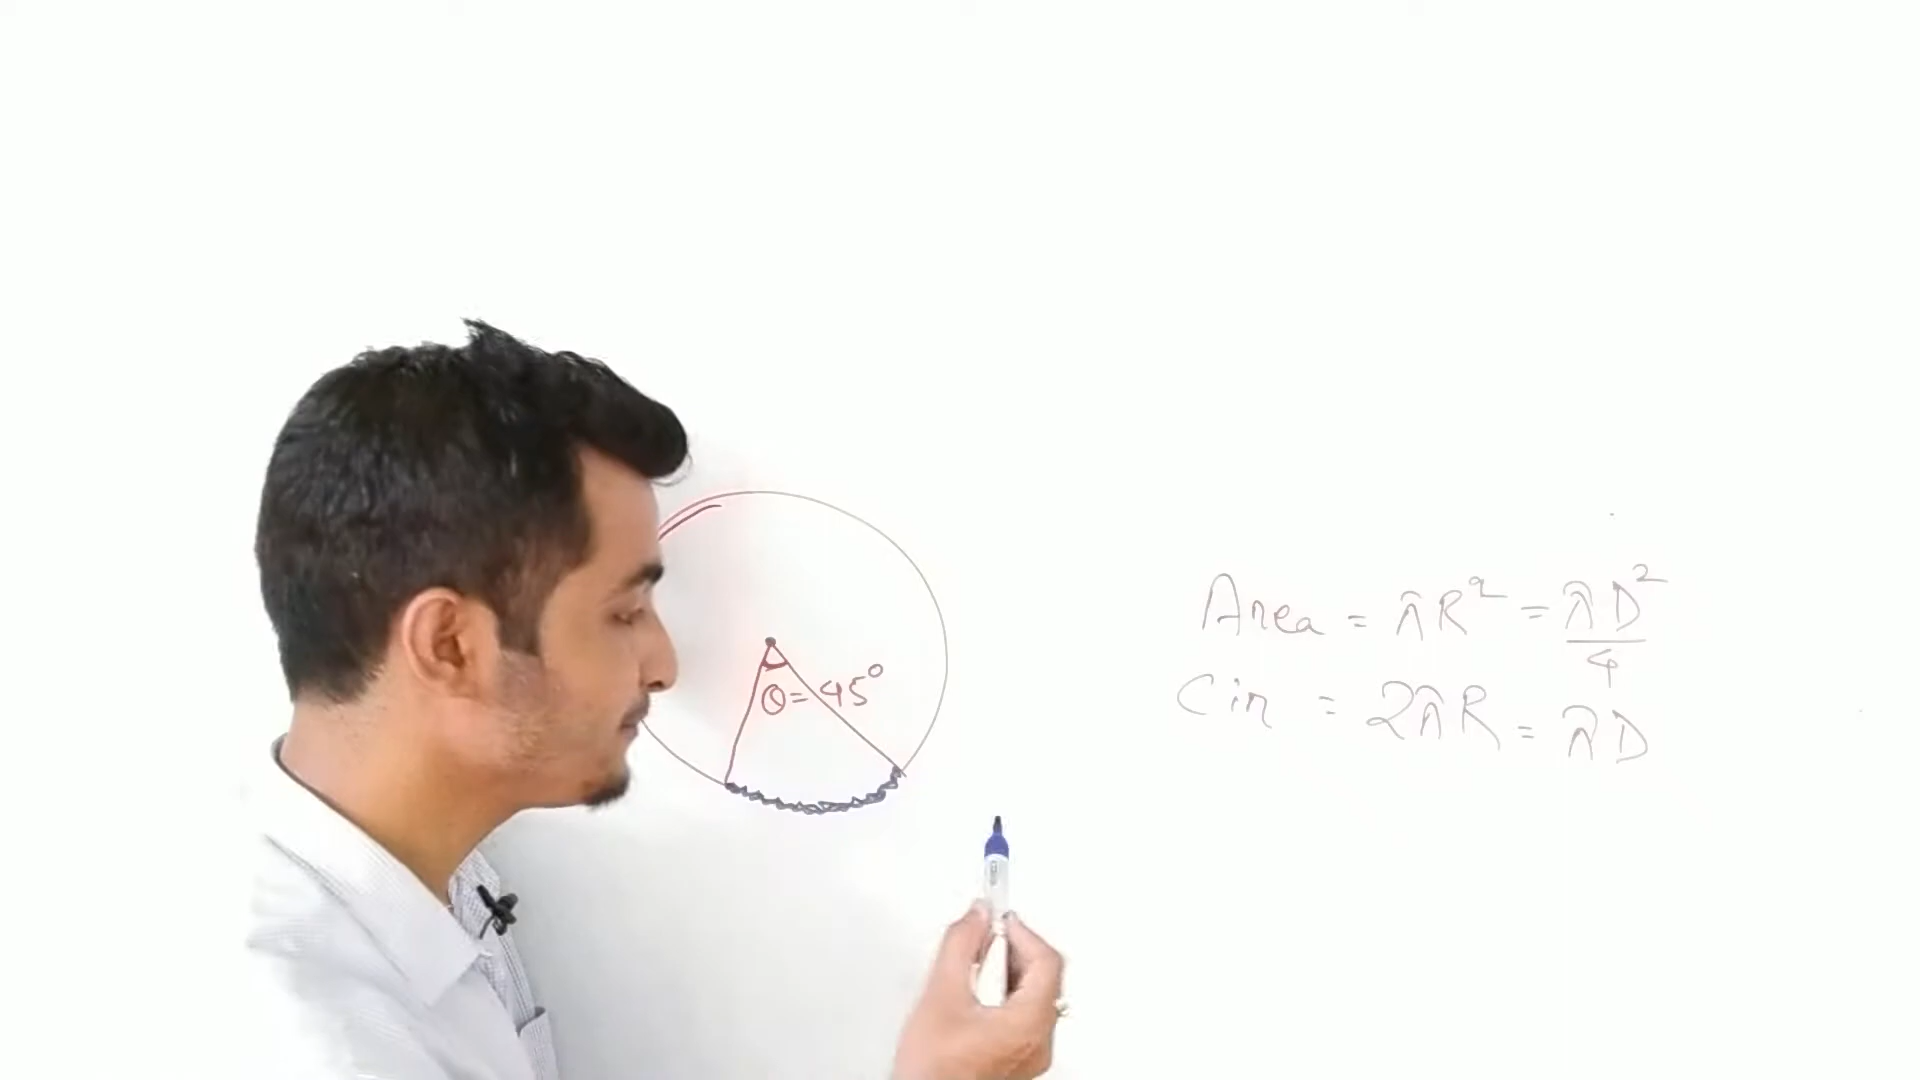 θ = 45°
Area = πR² = πD²/4
Cir = 2πR = πD